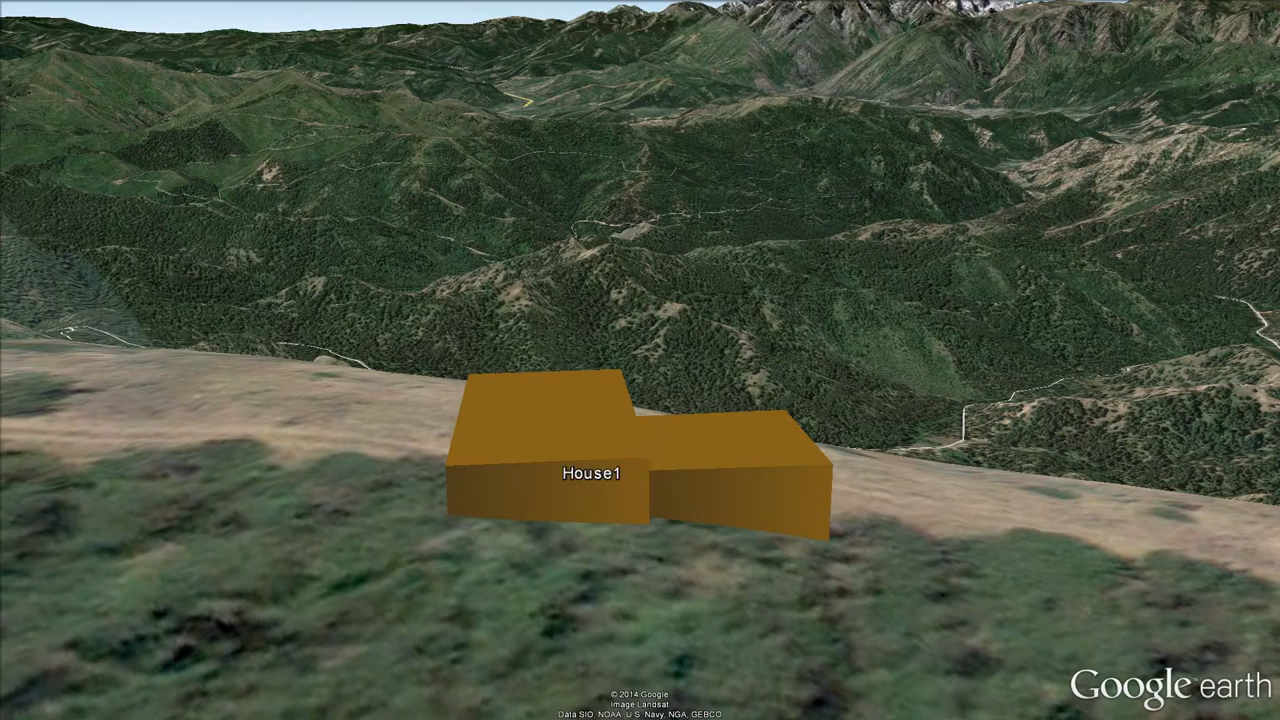 House1
© 2014 Google
Image Landsat
Data SIO, NOAA, U.S. Navy, NGA, GEBCO
Google earth